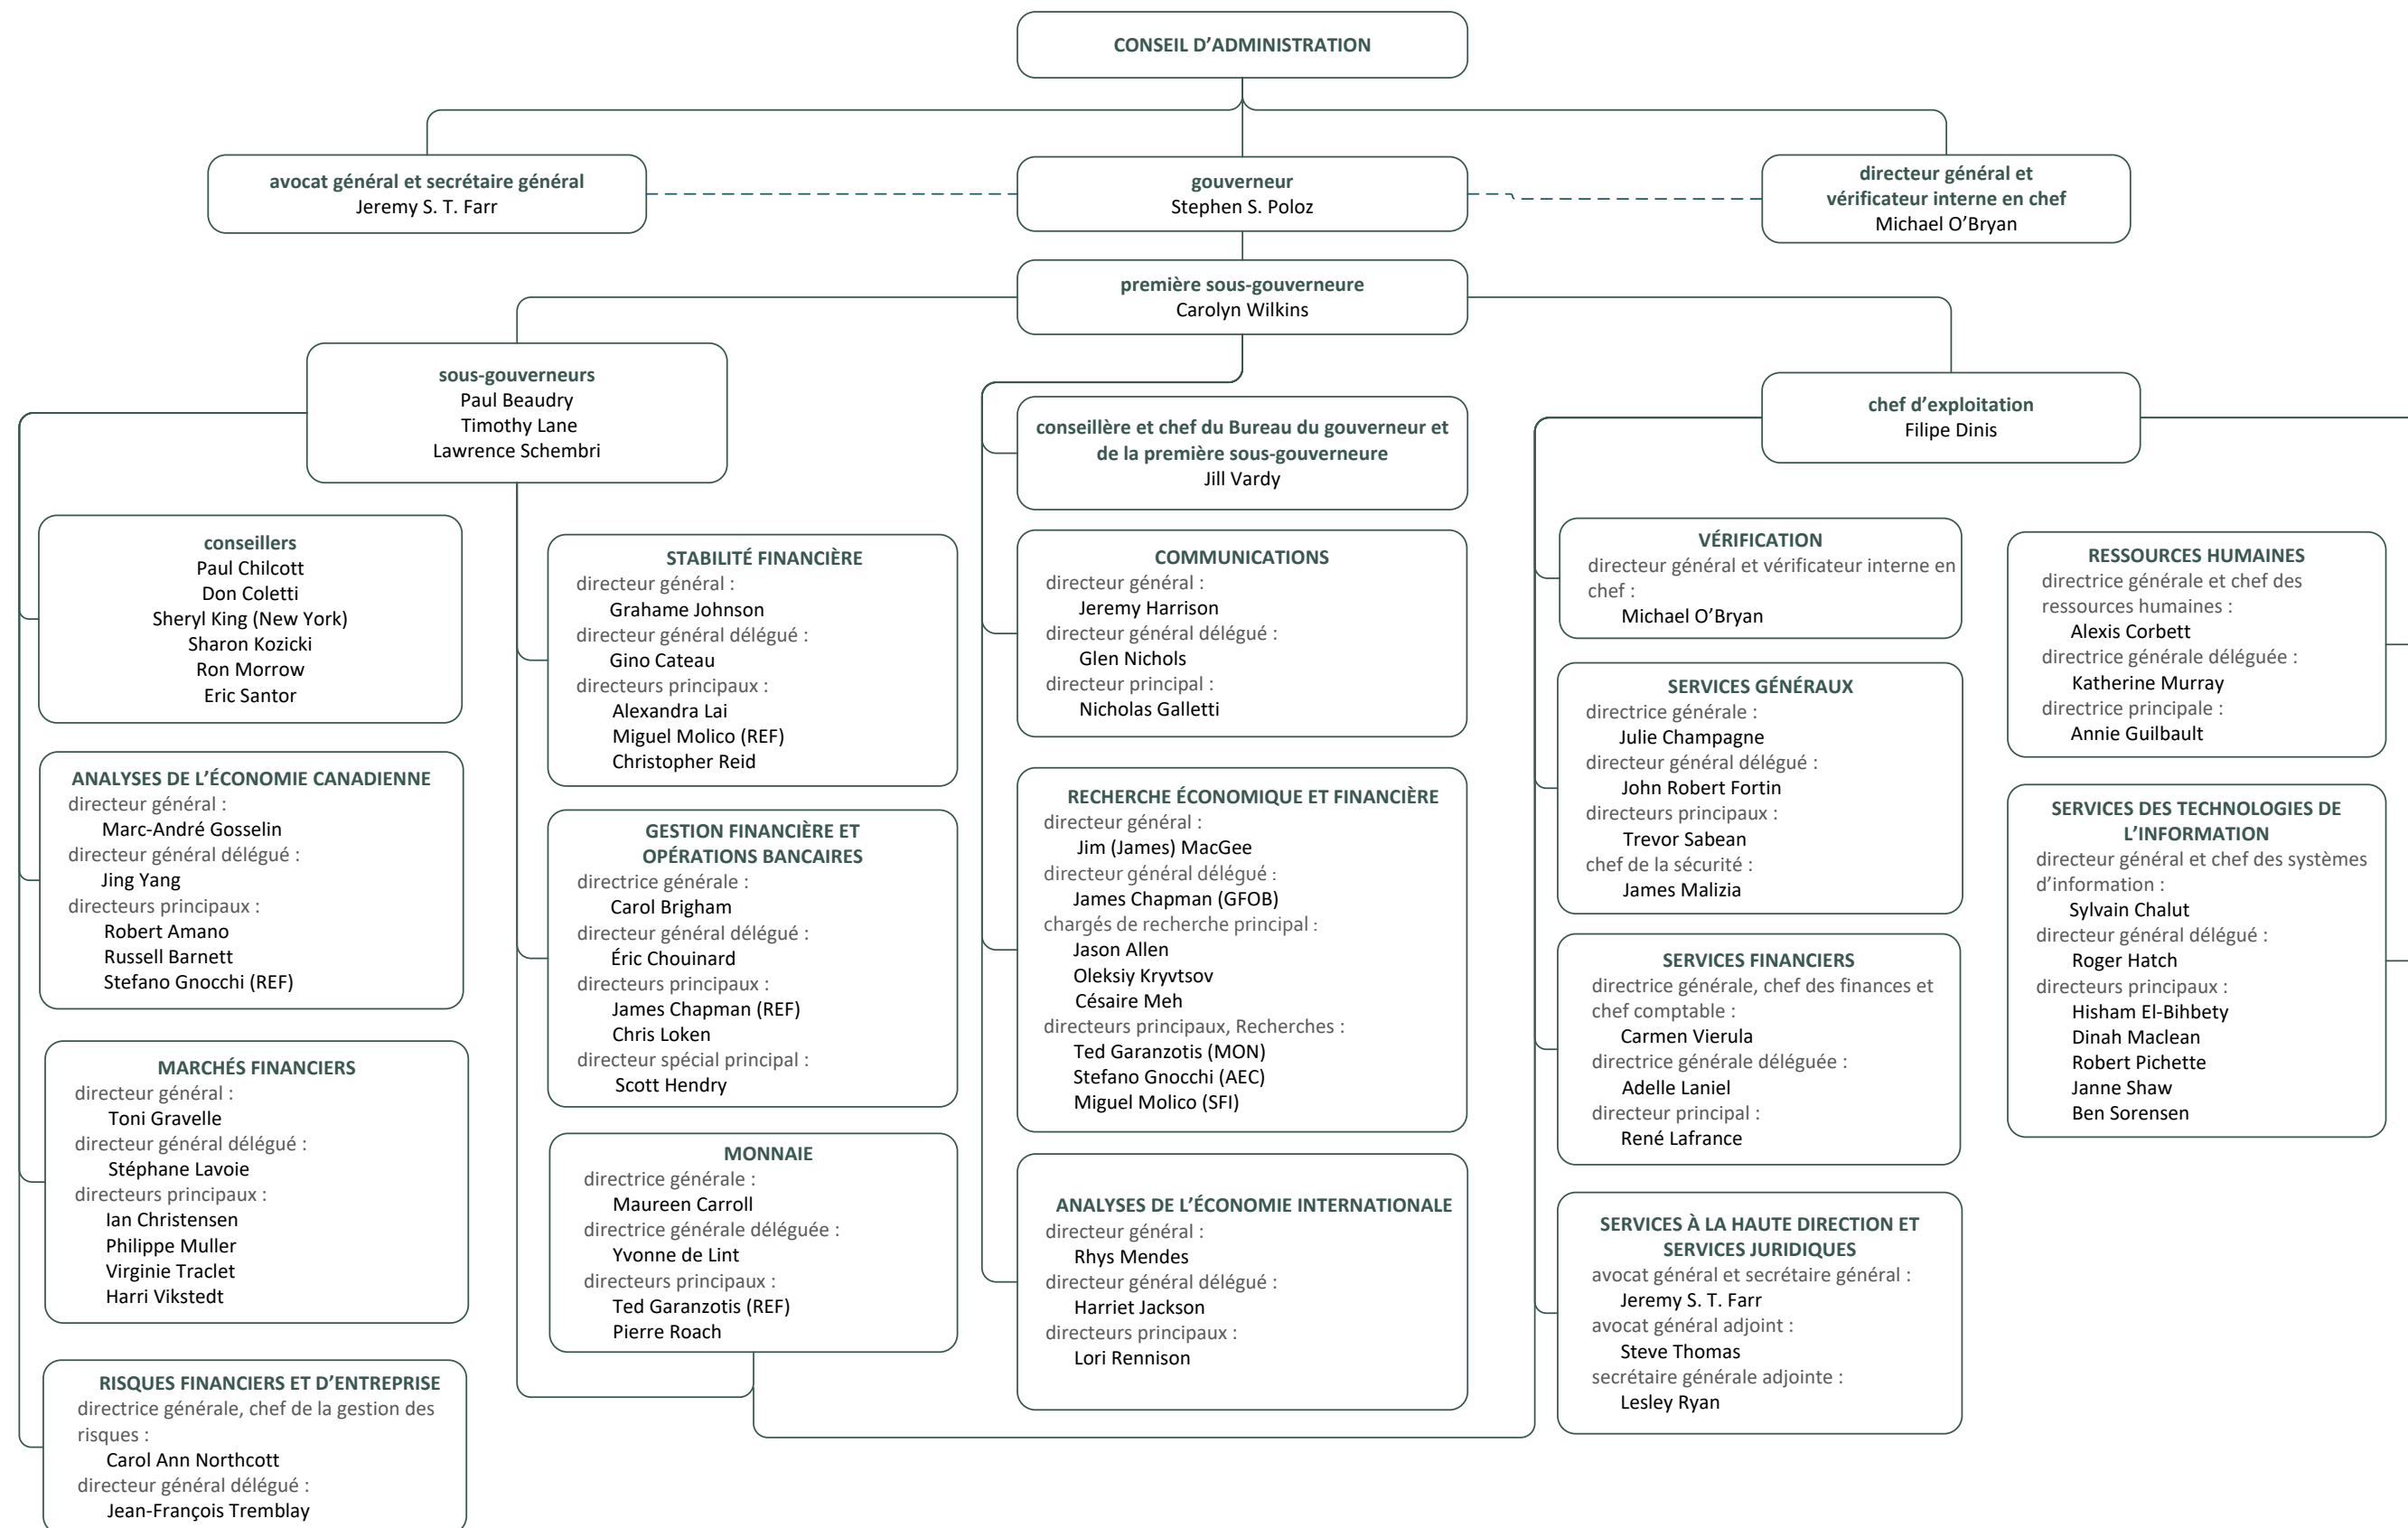 CONSEIL D’ADMINISTRATION
avocat général et secrétaire général
Jeremy S. T. Farr
gouverneur
Stephen S. Poloz
directeur général et
vérificateur interne en chef
Michael O’Bryan
première sous-gouverneure
Carolyn Wilkins
sous-gouverneurs
Paul Beaudry
Timothy Lane
Lawrence Schembri
conseillère et chef du Bureau du gouverneur et
de la première sous-gouverneure
Jill Vardy
chef d’exploitation
Filipe Dinis
conseillers
Paul Chilcott
Don Coletti
Sheryl King (New York)
Sharon Kozicki
Ron Morrow
Eric Santor
ANALYSES DE L’ÉCONOMIE CANADIENNE
directeur général :
Marc-André Gosselin
directeur général délégué :
Jing Yang
directeurs principaux :
Robert Amano
Russell Barnett
Stefano Gnocchi (REF)
MARCHÉS FINANCIERS
directeur général :
Toni Gravelle
directeur général délégué :
Stéphane Lavoie
directeurs principaux :
Ian Christensen
Philippe Muller
Virginie Traclet
Harri Vikstedt
RISQUES FINANCIERS ET D’ENTREPRISE
directrice générale, chef de la gestion des
risques :
Carol Ann Northcott
directeur général délégué :
Jean-François Tremblay
STABILITÉ FINANCIÈRE
directeur général :
Grahame Johnson
directeur général délégué :
Gino Cateau
directeurs principaux :
Alexandra Lai
Miguel Molico (REF)
Christopher Reid
GESTION FINANCIÈRE ET
OPÉRATIONS BANCAIRES
directrice générale :
Carol Brigham
directeur général délégué :
Éric Chouinard
directeurs principaux :
James Chapman (REF)
Chris Loken
directeur spécial principal :
Scott Hendry
MONNAIE
directrice générale :
Maureen Carroll
directrice générale déléguée :
Yvonne de Lint
directeurs principaux :
Ted Garanzotis (REF)
Pierre Roach
COMMUNICATIONS
directeur général :
Jeremy Harrison
directeur général délégué :
Glen Nichols
directeur principal :
Nicholas Galletti
RECHERCHE ÉCONOMIQUE ET FINANCIÈRE
directeur général :
Jim (James) MacGee
directeur général délégué :
James Chapman (GFOB)
chargés de recherche principal :
Jason Allen
Oleksiy Kryvtsov
Césaire Meh
directeurs principaux, Recherches :
Ted Garanzotis (MON)
Stefano Gnocchi (AEC)
Miguel Molico (SFI)
ANALYSES DE L’ÉCONOMIE INTERNATIONALE
directeur général :
Rhys Mendes
directeur général délégué :
Harriet Jackson
directeurs principaux :
Lori Rennison
VÉRIFICATION
directeur général et vérificateur interne en
chef :
Michael O’Bryan
SERVICES GÉNÉRAUX
directrice générale :
Julie Champagne
directeur général délégué :
John Robert Fortin
directeurs principaux :
Trevor Sabean
chef de la sécurité :
James Malizia
SERVICES FINANCIERS
directrice générale, chef des finances et
chef comptable :
Carmen Vierula
directrice générale déléguée :
Adelle Laniel
directeur principal :
René Lafrance
SERVICES À LA HAUTE DIRECTION ET
SERVICES JURIDIQUES
avocat général et secrétaire général :
Jeremy S. T. Farr
avocat général adjoint :
Steve Thomas
secrétaire générale adjointe :
Lesley Ryan
RESSOURCES HUMAINES
directrice générale et chef des
ressources humaines :
Alexis Corbett
directrice générale déléguée :
Katherine Murray
directrice principale :
Annie Guilbault
SERVICES DES TECHNOLOGIES DE
L’INFORMATION
directeur général et chef des systèmes
d’information :
Sylvain Chalut
directeur général délégué :
Roger Hatch
directeurs principaux :
Hisham El-Bihbety
Dinah Maclean
Robert Pichette
Janne Shaw
Ben Sorensen